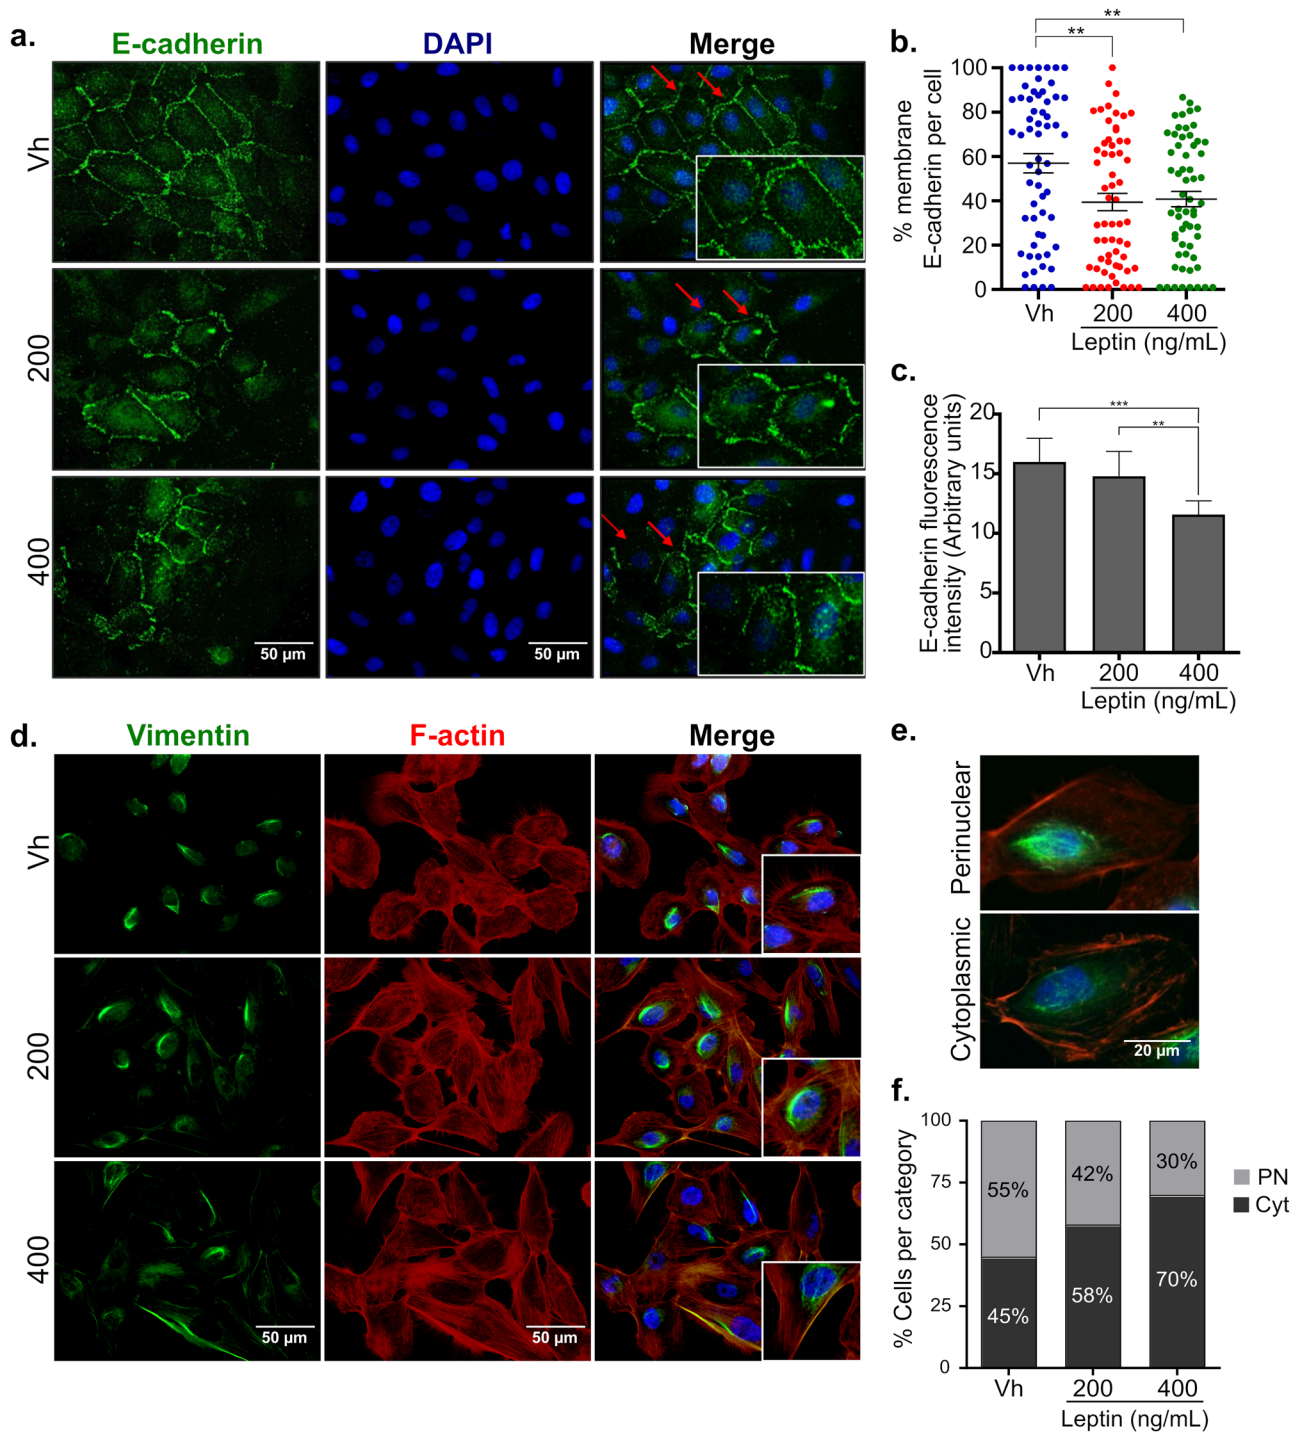 a.
E-cadherin
DAPI
Merge
Vh
200
400
50 µm
50 µm
b.
**
**
% membrane
E-cadherin per cell
100
80
60
40
20
0
Vh
200
400
Leptin (ng/mL)
c.
***
**
E-cadherin fluorescence
intensity (Arbitrary units)
20
15
10
5
0
Vh
200
400
Leptin (ng/mL)
d.
Vimentin
F-actin
Merge
Vh
200
400
50 µm
50 µm
e.
Perinuclear
Cytoplasmic
20 µm
f.
% Cells per category
100
75
50
25
0
55%
42%
30%
45%
58%
70%
PN
Cyt
Vh
200
400
Leptin (ng/mL)